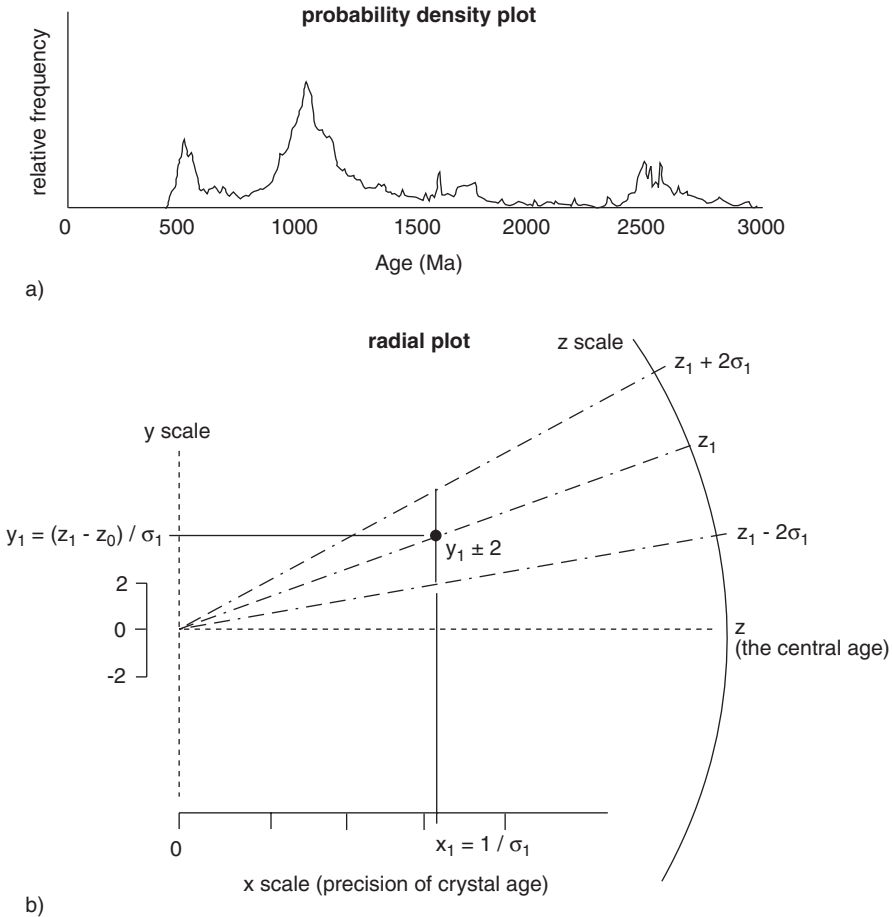 probability density plot
relative frequency
0 500 1000 1500 2000 2500 3000
Age (Ma)
a)
radial plot
z scale
z₁ + 2σ₁
y scale
z₁
y₁ = (z₁ - z₀) / σ₁
z₁ - 2σ₁
y₁ ± 2
2
0
-2
z
(the central age)
0
x₁ = 1 / σ₁
x scale (precision of crystal age)
b)